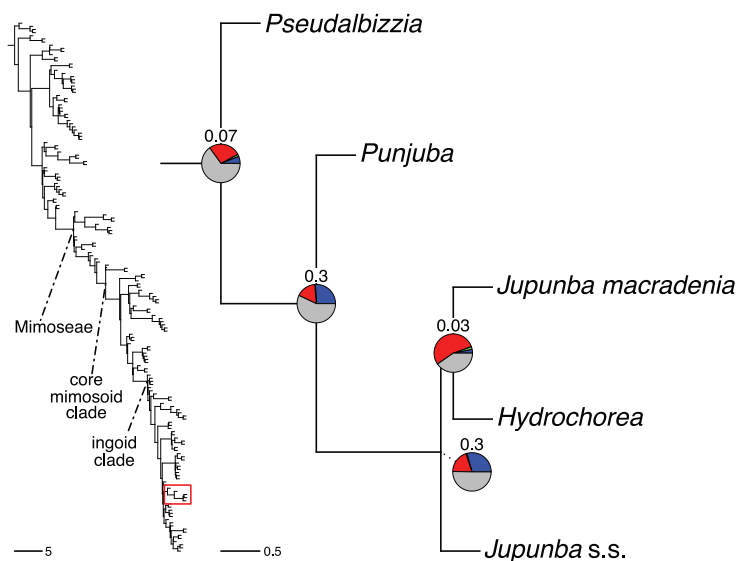 Pseudalbizzia
0.07
Punjuba
0.3
Jupunba macradenia
0.03
Mimoseae
core
mimosoid
clade
ingoid
clade
Hydrochorea
0.3
5
0.5
Jupunba s.s.